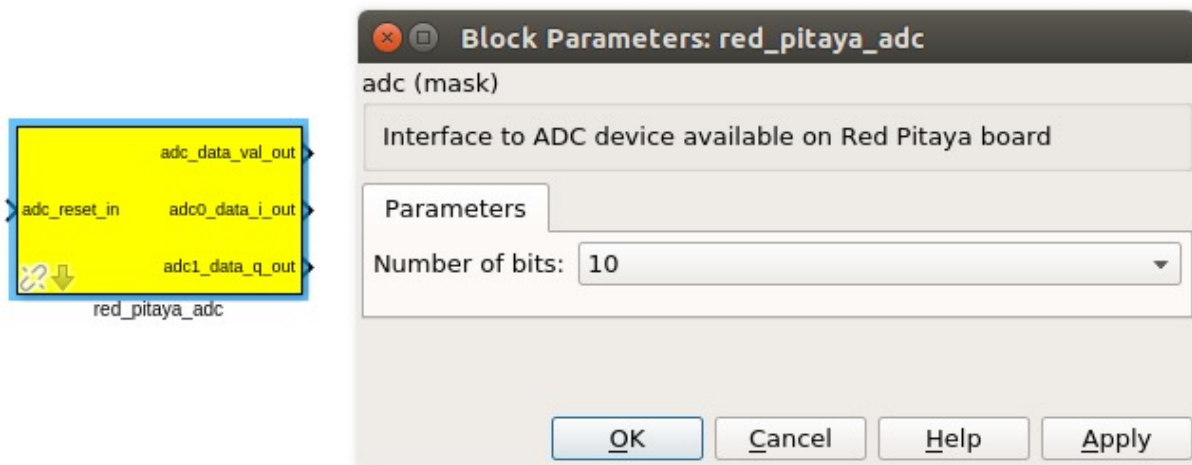 adc_data_val_out
adc_reset_in adc0_data_i_out
adc1_data_q_out
red_pitaya_adc
Block Parameters: red_pitaya_adc
adc (mask)
Interface to ADC device available on Red Pitaya board
Parameters
Number of bits: 10
OK Cancel Help Apply